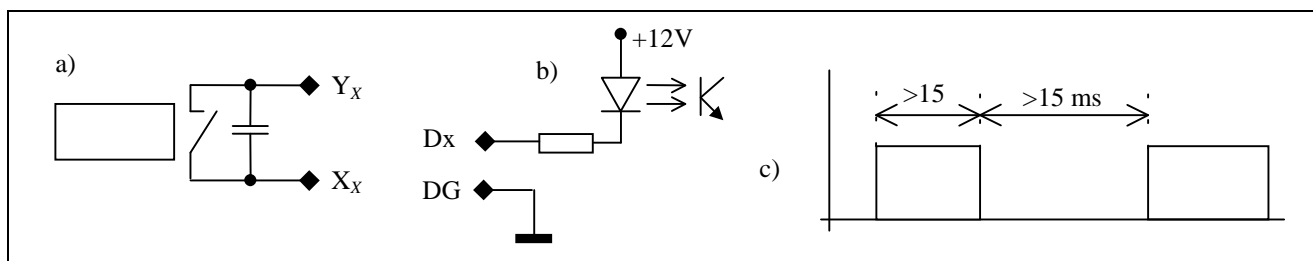 a)
Y_X
X_X
b)
+12V
Dx
DG
c)
>15
>15 ms